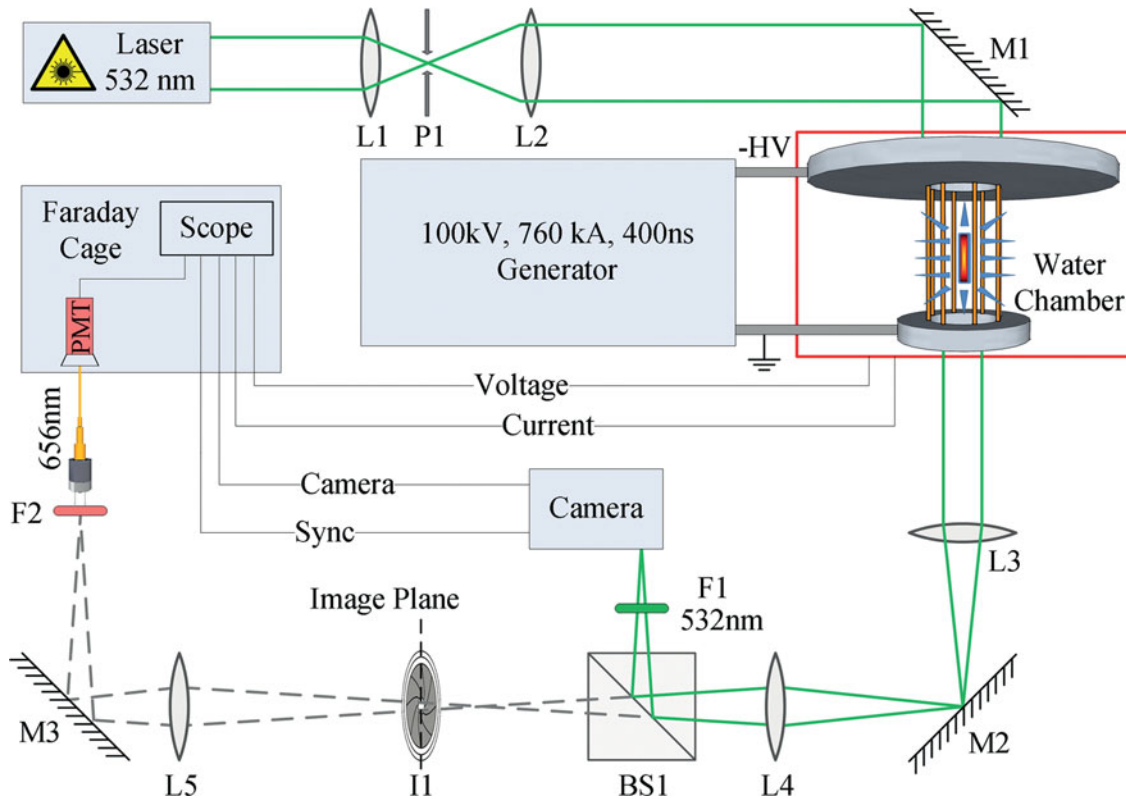 Laser
532 nm
L1
P1
L2
M1
-HV
Faraday
Cage
Scope
100kV, 760 kA, 400ns
Generator
Water
Chamber
PMT
Voltage
Current
656nm
Camera
Camera
F2
Sync
L3
F1
532nm
Image Plane
M3
M2
L5
I1
BS1
L4